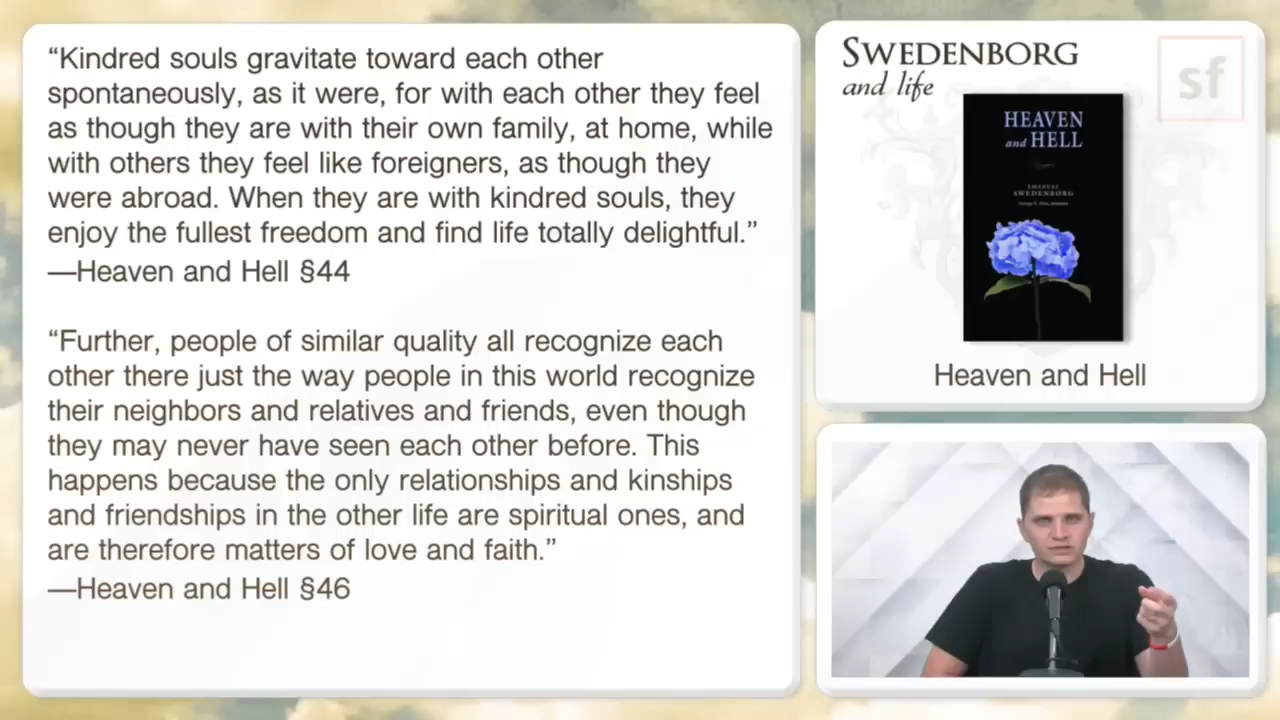 “Kindred souls gravitate toward each other
spontaneously, as it were, for with each other they feel
as though they are with their own family, at home, while
with others they feel like foreigners, as though they
were abroad. When they are with kindred souls, they
enjoy the fullest freedom and find life totally delightful.”
—Heaven and Hell §44
“Further, people of similar quality all recognize each
other there just the way people in this world recognize
their neighbors and relatives and friends, even though
they may never have seen each other before. This
happens because the only relationships and kinships
and friendships in the other life are spiritual ones, and
are therefore matters of love and faith.”
—Heaven and Hell §46
SWEDENBORG
and life
sf
HEAVEN
and HELL
EMANUEL
SWEDENBORG
Heaven and Hell